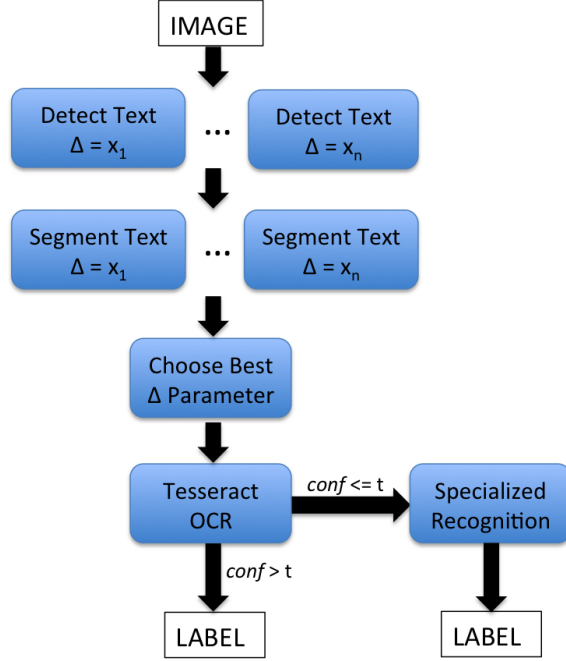 IMAGE
Detect Text
Δ = x₁
...
Detect Text
Δ = xₙ
Segment Text
Δ = x₁
...
Segment Text
Δ = xₙ
Choose Best
Δ Parameter
Tesseract
OCR
conf <= t
Specialized
Recognition
conf > t
LABEL
LABEL